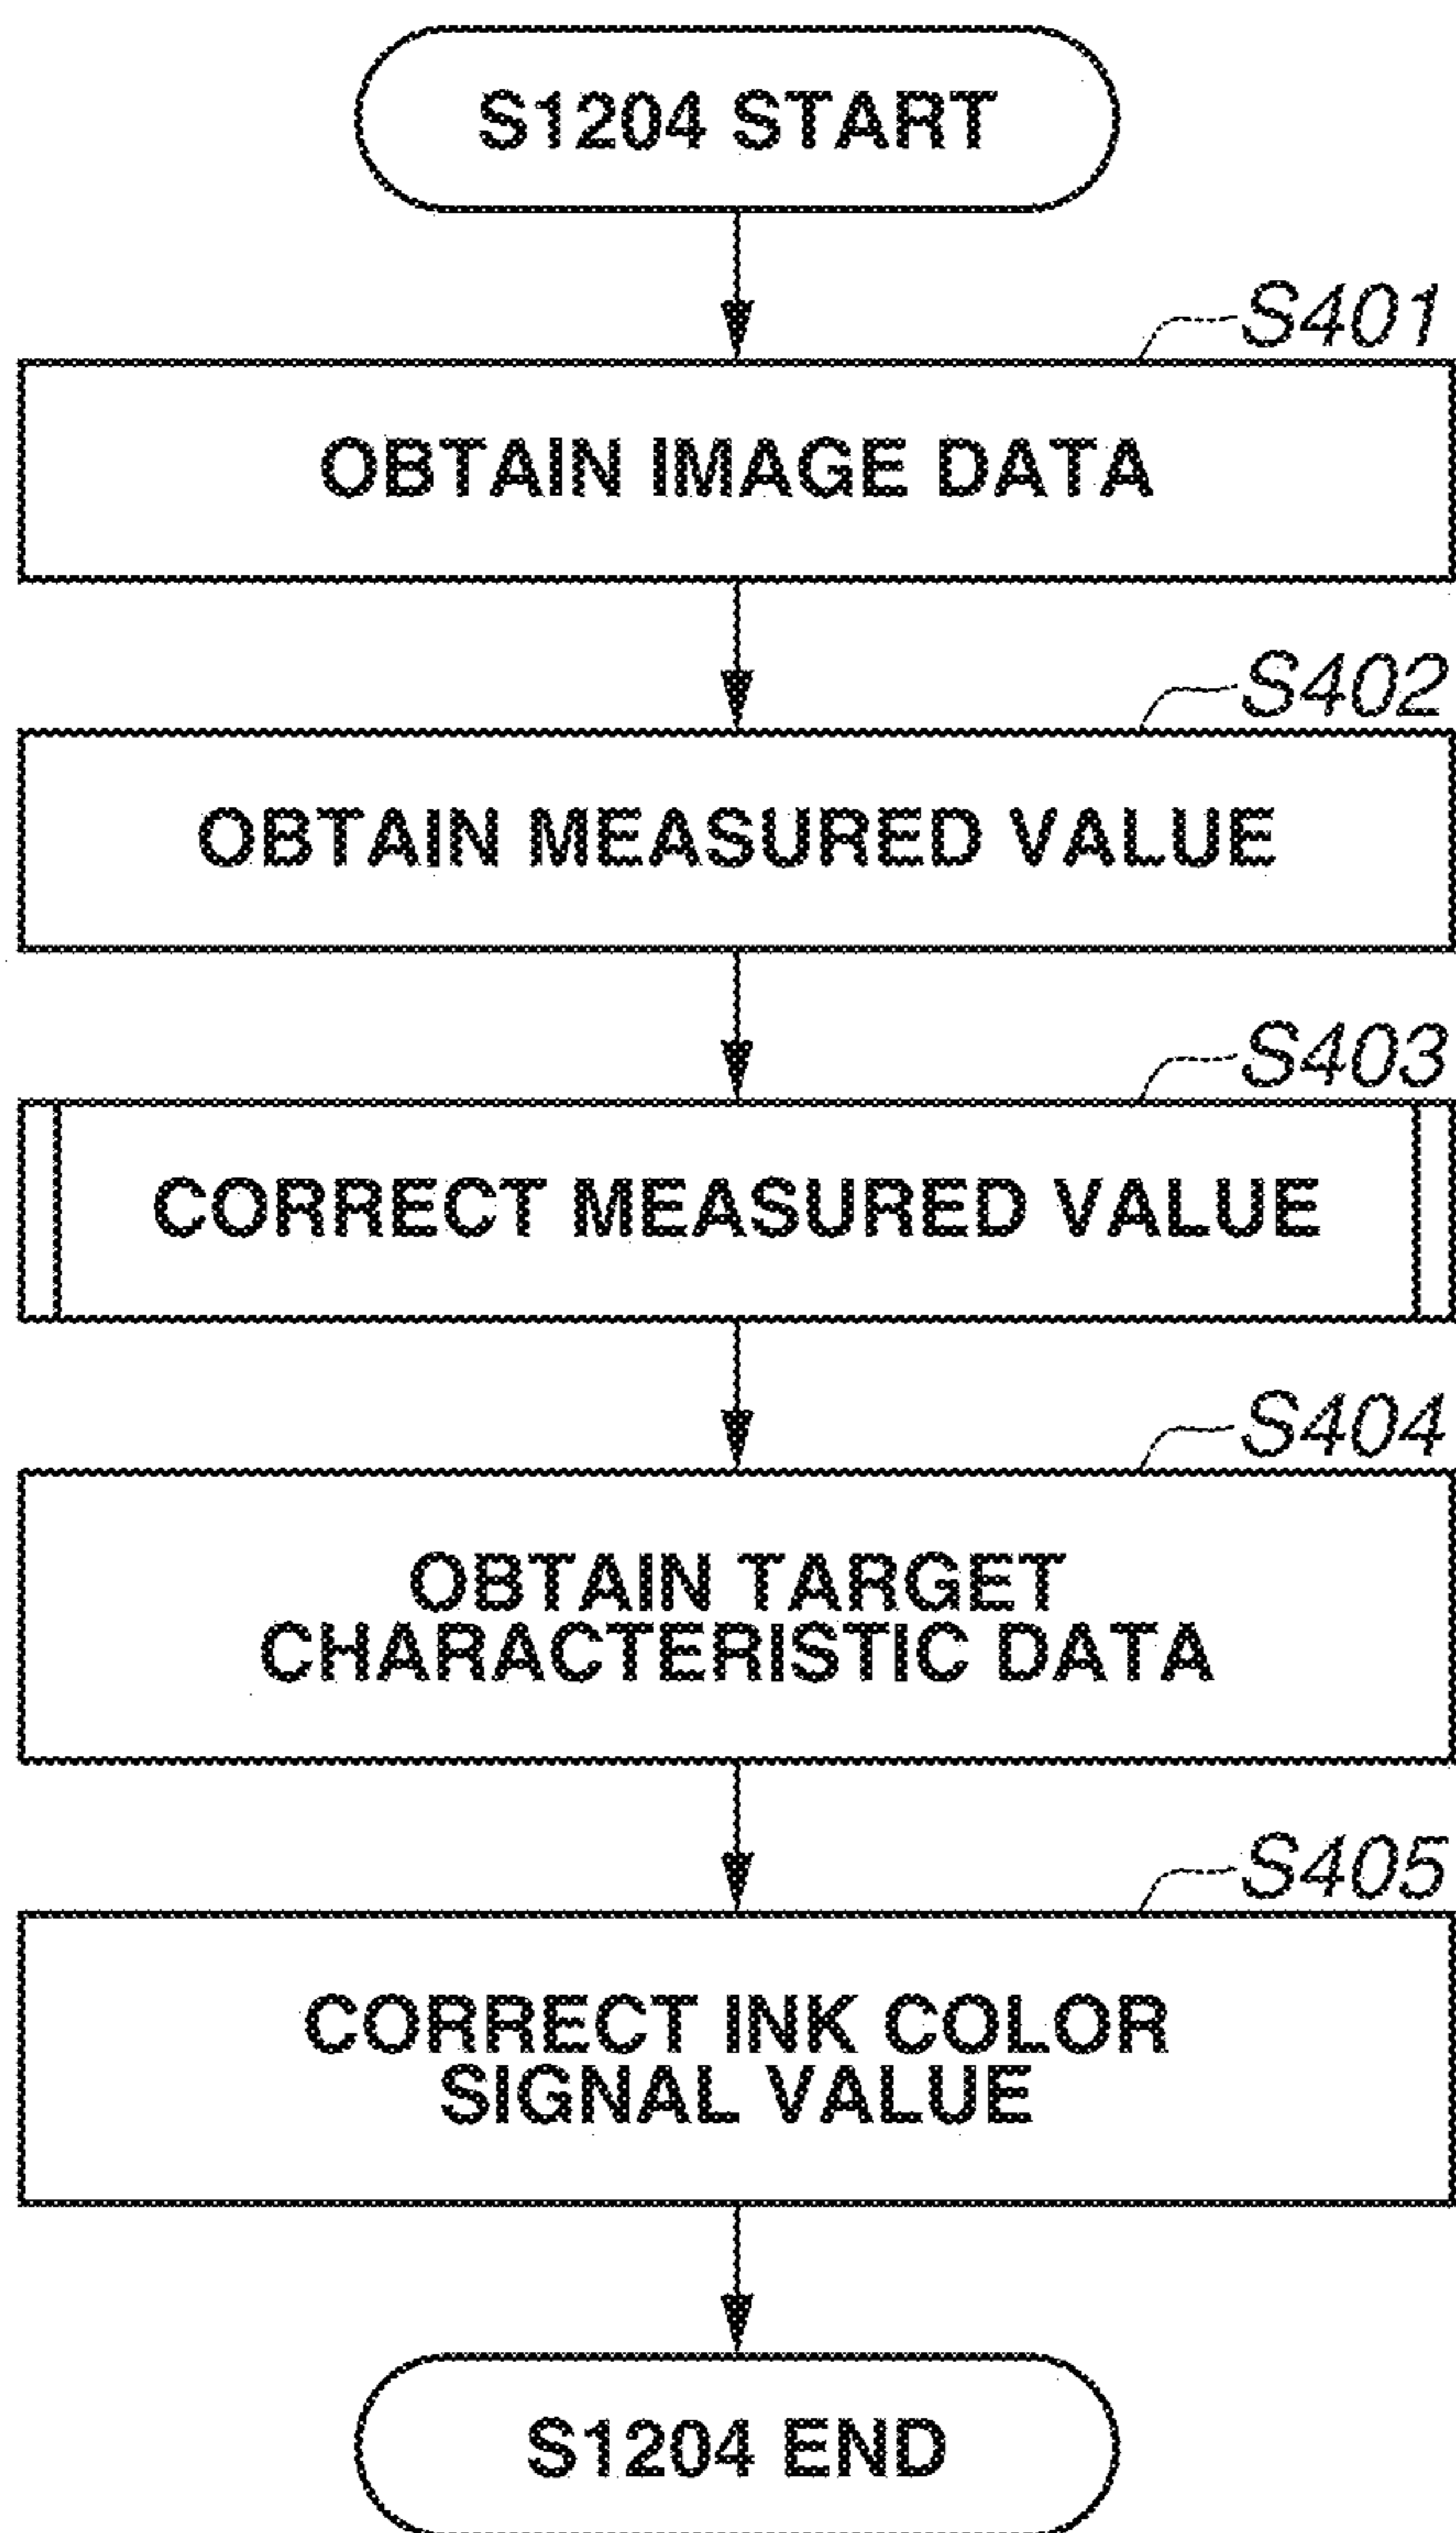 S1204 START
S401
OBTAIN IMAGE DATA
S402
OBTAIN MEASURED VALUE
S403
CORRECT MEASURED VALUE
S404
OBTAIN TARGET
CHARACTERISTIC DATA
S405
CORRECT INK COLOR
SIGNAL VALUE
S1204 END